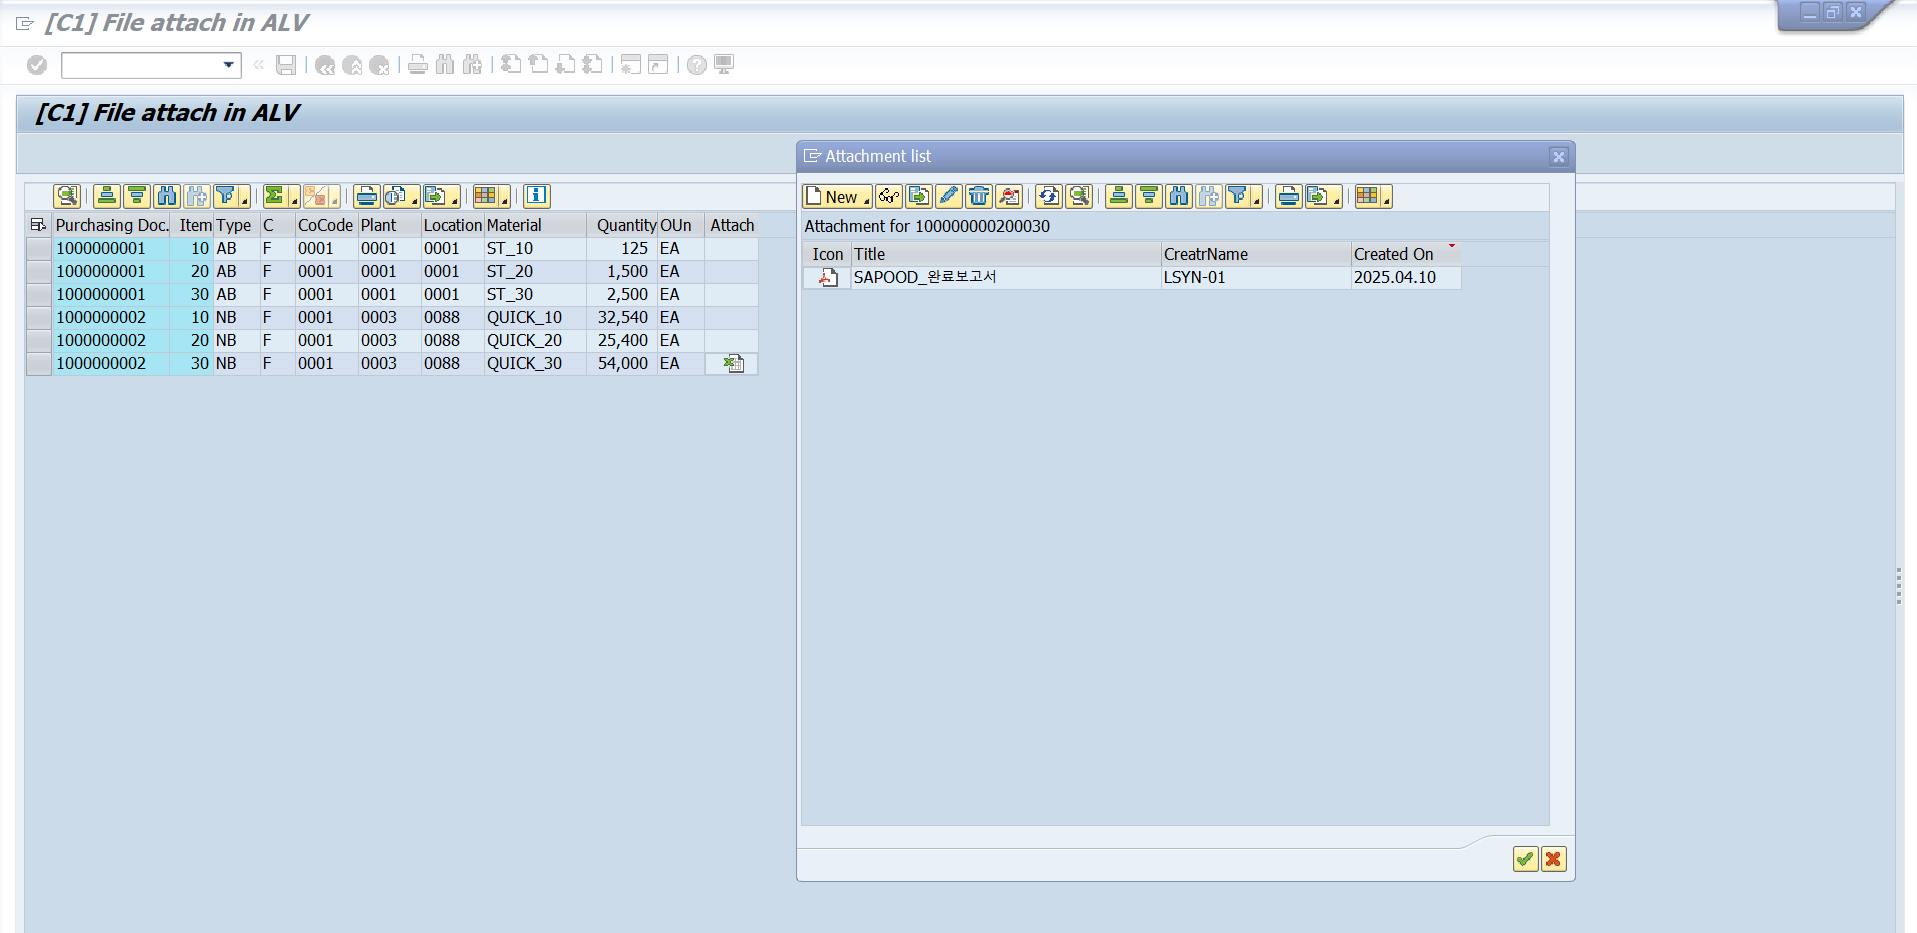 [C1] File attach in ALV
[C1] File attach in ALV
Purchasing Doc. Item Type C CoCode Plant Location Material Quantity OUn Attach
1000000001 10 AB F 0001 0001 0001 ST_10 125 EA
1000000001 20 AB F 0001 0001 0001 ST_20 1,500 EA
1000000001 30 AB F 0001 0001 0001 ST_30 2,500 EA
1000000002 10 NB F 0001 0003 0088 QUICK_10 32,540 EA
1000000002 20 NB F 0001 0003 0088 QUICK_20 25,400 EA
1000000002 30 NB F 0001 0003 0088 QUICK_30 54,000 EA
Attachment list
New
Attachment for 100000000200030
Icon Title CreatrName Created On
SAPOOD_완료보고서 LSYN-01 2025.04.10